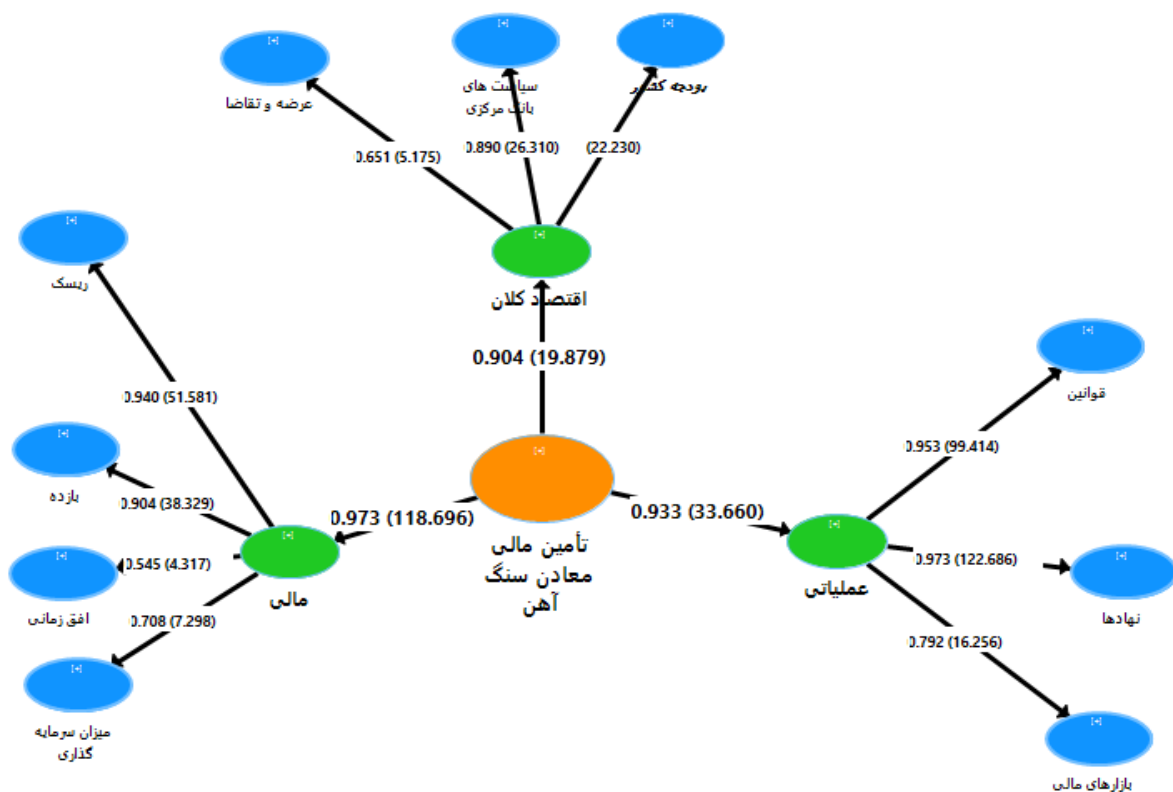 [+]
[+]
[+]
عرضه و تقاضا
سیاست های
بانک مرکزی
بودجه کشور
0.651 (5.175)
0.890 (26.310)
(22.230)
[+]
ریسک
[+]
اقتصاد کلان
[+]
قوانین
0.904 (19.879)
0.940 (51.581)
[+]
بازده
[+]
0.953 (99.414)
0.904 (38.329)
0.973 (118.696)
0.933 (33.660)
[+]
مالی
تأمین مالی
معادن سنگ
آهن
[+]
عملیاتی
[+]
افق زمانی
0.545 (4.317)
0.973 (122.686)
[+]
نهادها
0.708 (7.298)
0.792 (16.256)
[+]
میزان سرمایه
گذاری
[+]
بازارهای مالی